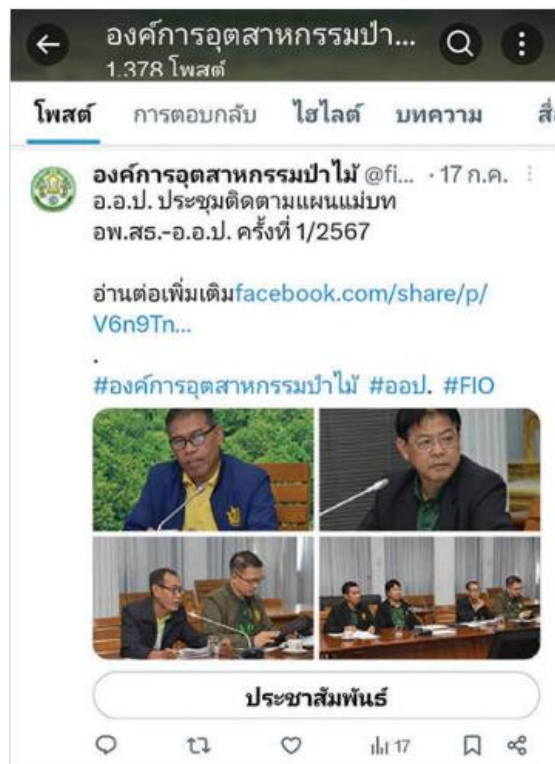 องค์การอุตสาหกรรมป่า...
1,378 โพสต์
โพสต์ การตอบกลับ ไฮไลต์ บทความ สื่
องค์การอุตสาหกรรมป่าไม้ @fi... · 17 ก.ค.
อ.อ.ป. ประชุมติดตามแผนแม่บท
อพ.สธ.-อ.อ.ป. ครั้งที่ 1/2567
อ่านต่อเพิ่มเติมfacebook.com/share/p/
V6n9Tn...
.
#องค์การอุตสาหกรรมป่าไม้ #ออป. #FIO
ประชาสัมพันธ์
17